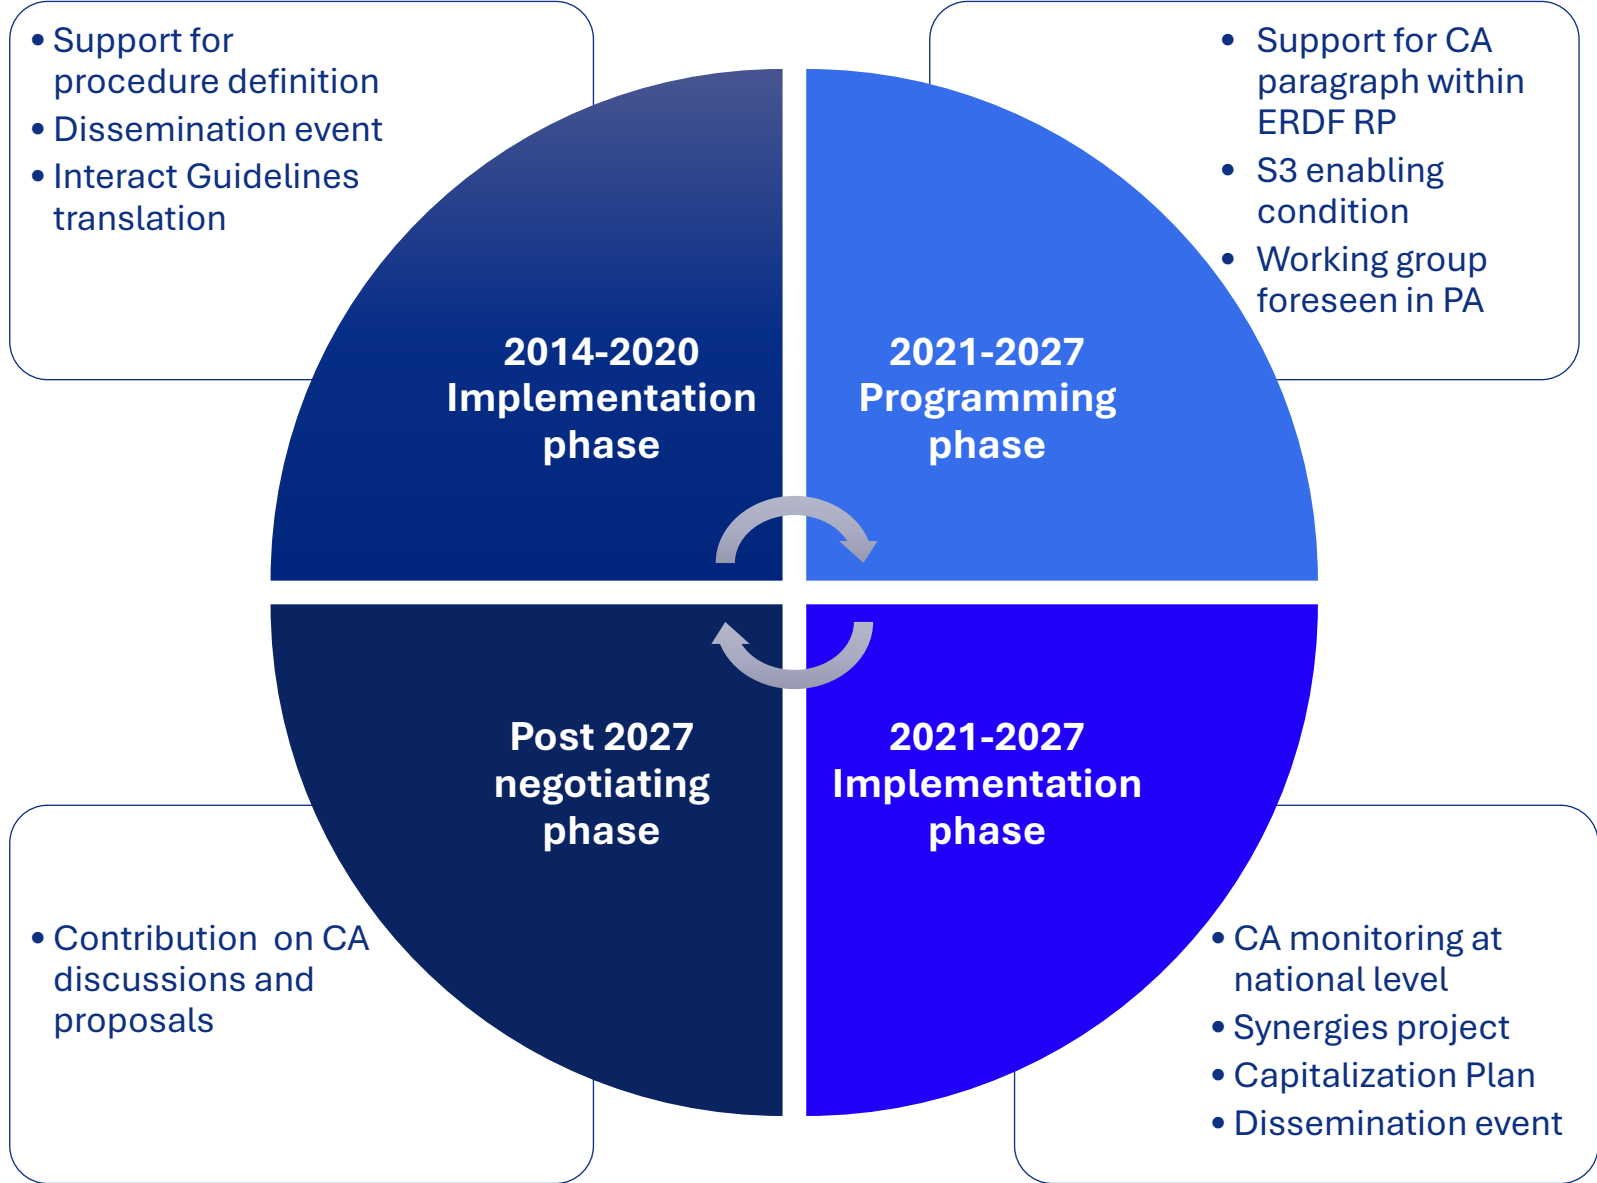 • Support for
procedure definition
• Dissemination event
• Interact Guidelines
translation
• Support for CA
paragraph within
ERDF RP
• S3 enabling
condition
• Working group
foreseen in PA
2014-2020
Implementation
phase
2021-2027
Programming
phase
Post 2027
negotiating
phase
2021-2027
Implementation
phase
• Contribution  on CA
discussions and
proposals
• CA monitoring at
national level
• Synergies project
• Capitalization Plan
• Dissemination event